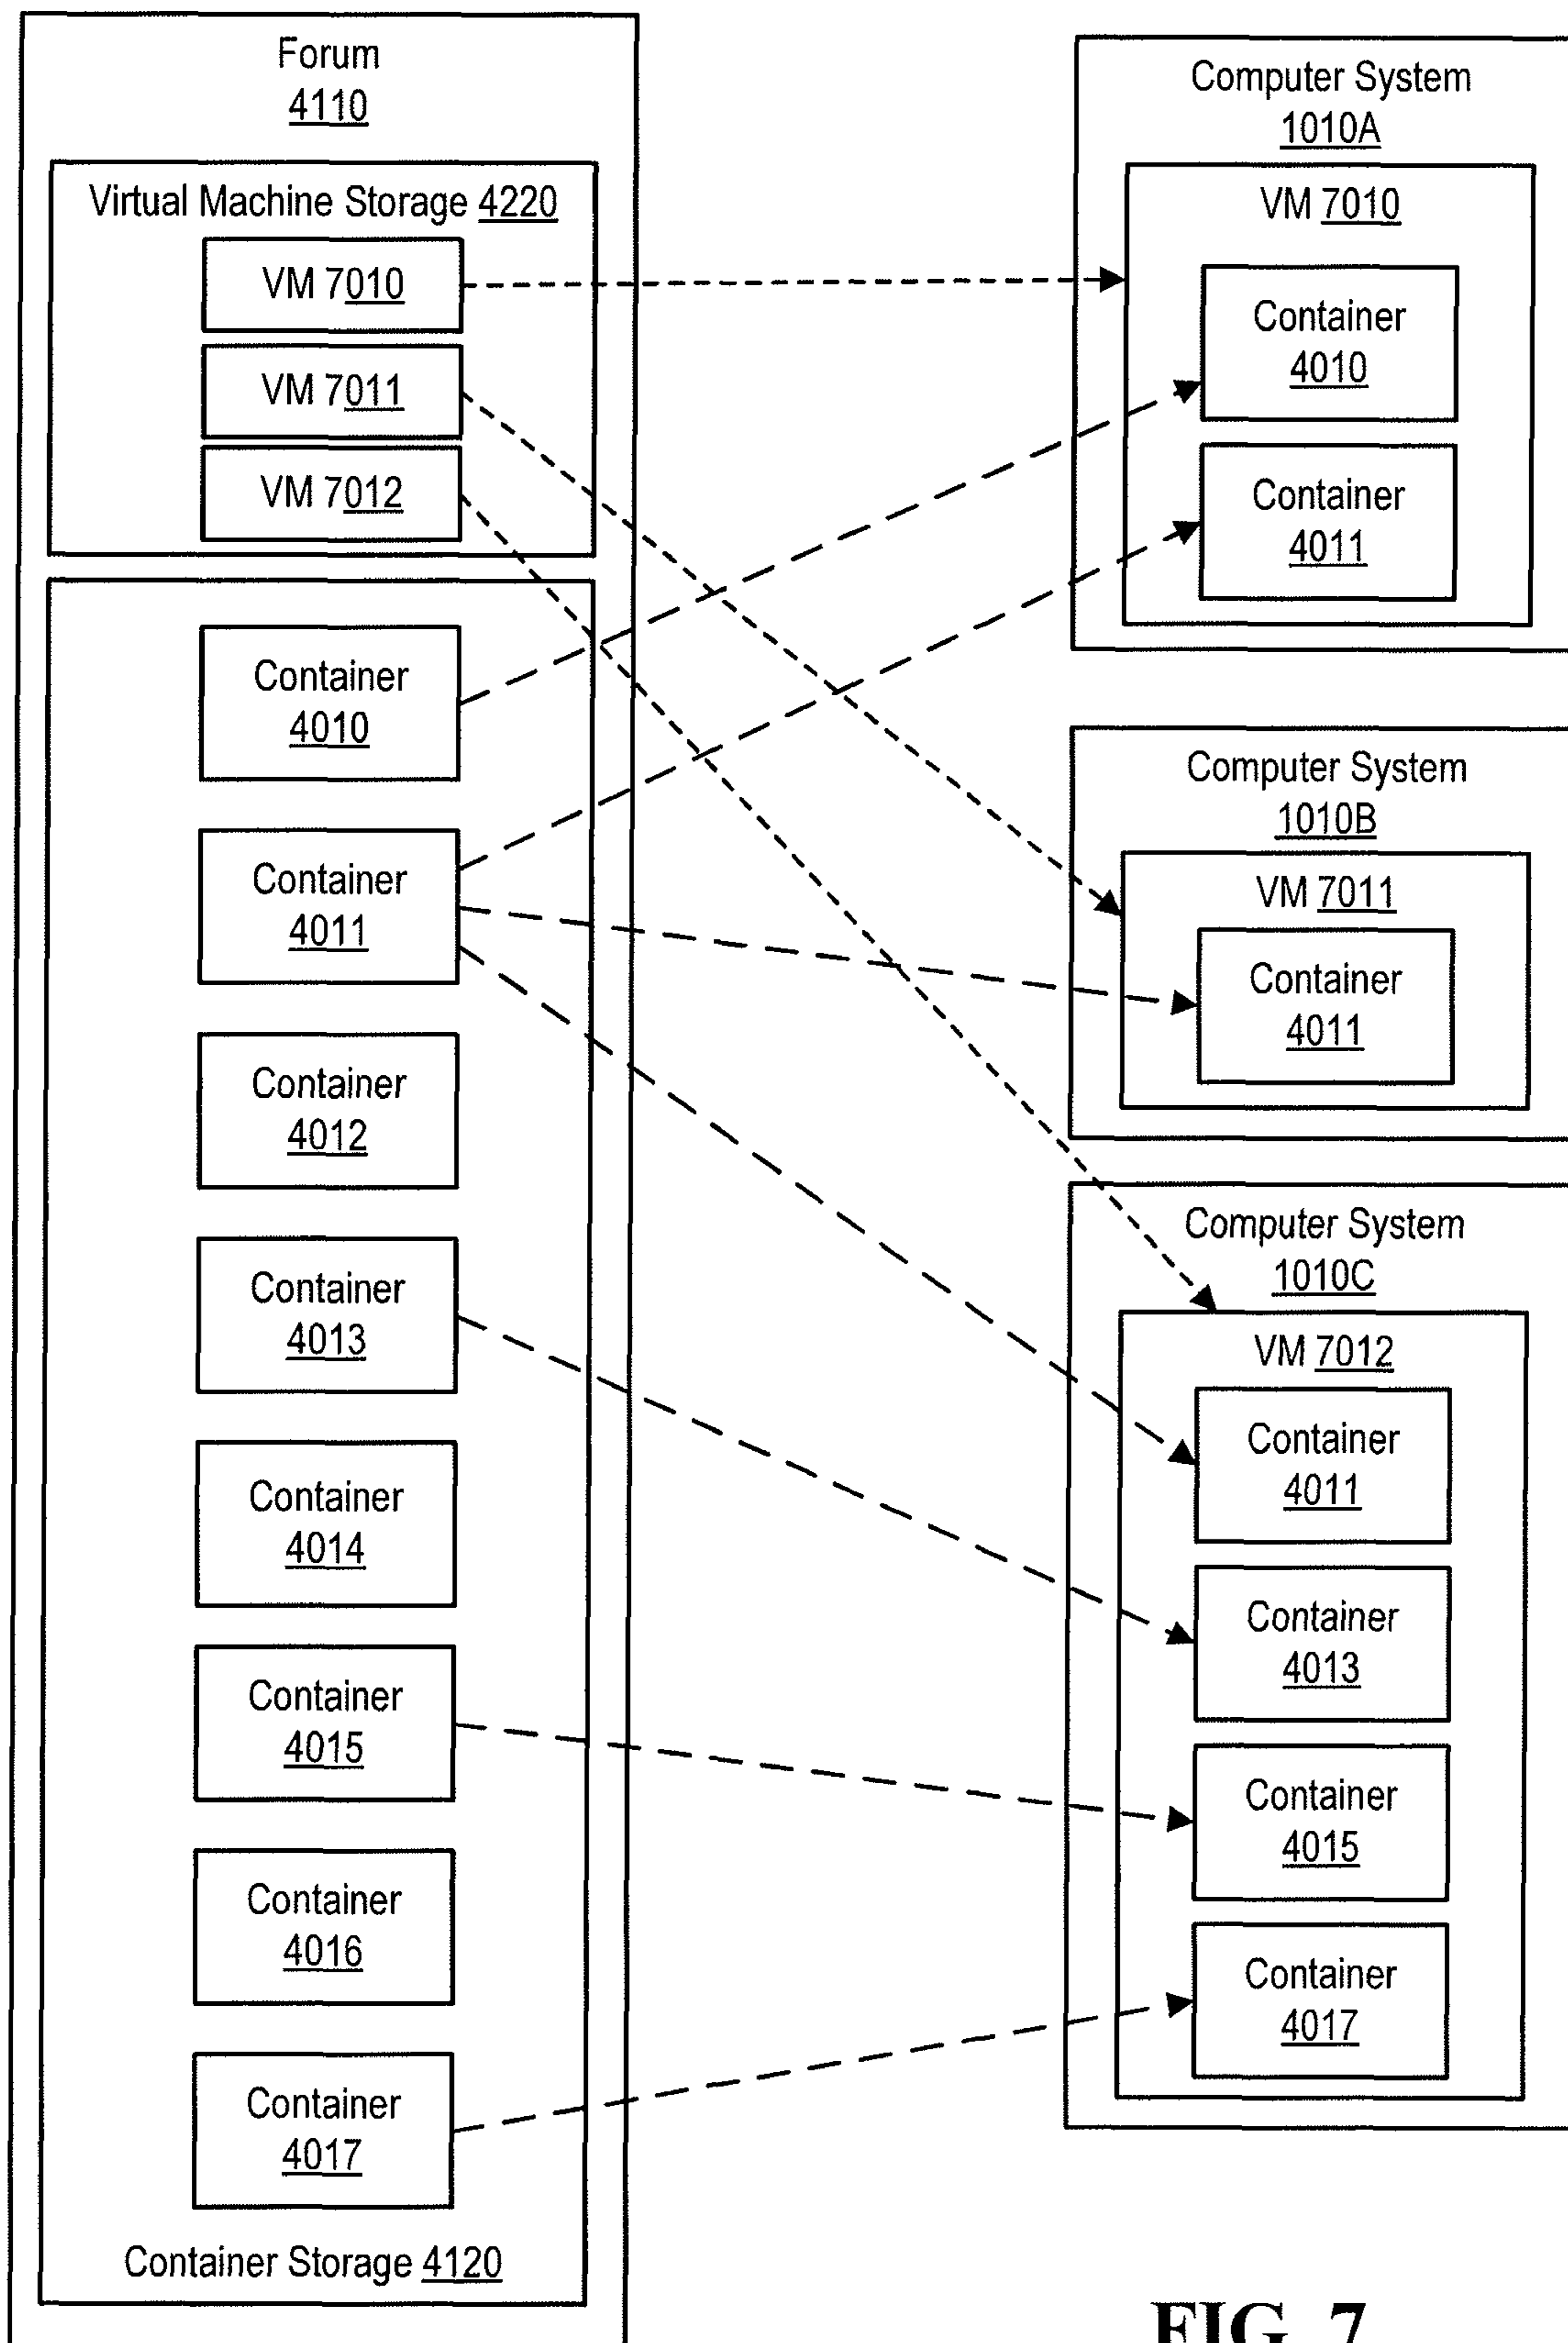 Forum
4110
Virtual Machine Storage 4220
VM 7010
VM 7011
VM 7012
Container
4010
Container
4011
Container
4012
Container
4013
Container
4014
Container
4015
Container
4016
Container
4017
Container Storage 4120
Computer System
1010A
VM 7010
Container
4010
Container
4011
Computer System
1010B
VM 7011
Container
4011
Computer System
1010C
VM 7012
Container
4011
Container
4013
Container
4015
Container
4017
FIG. 7